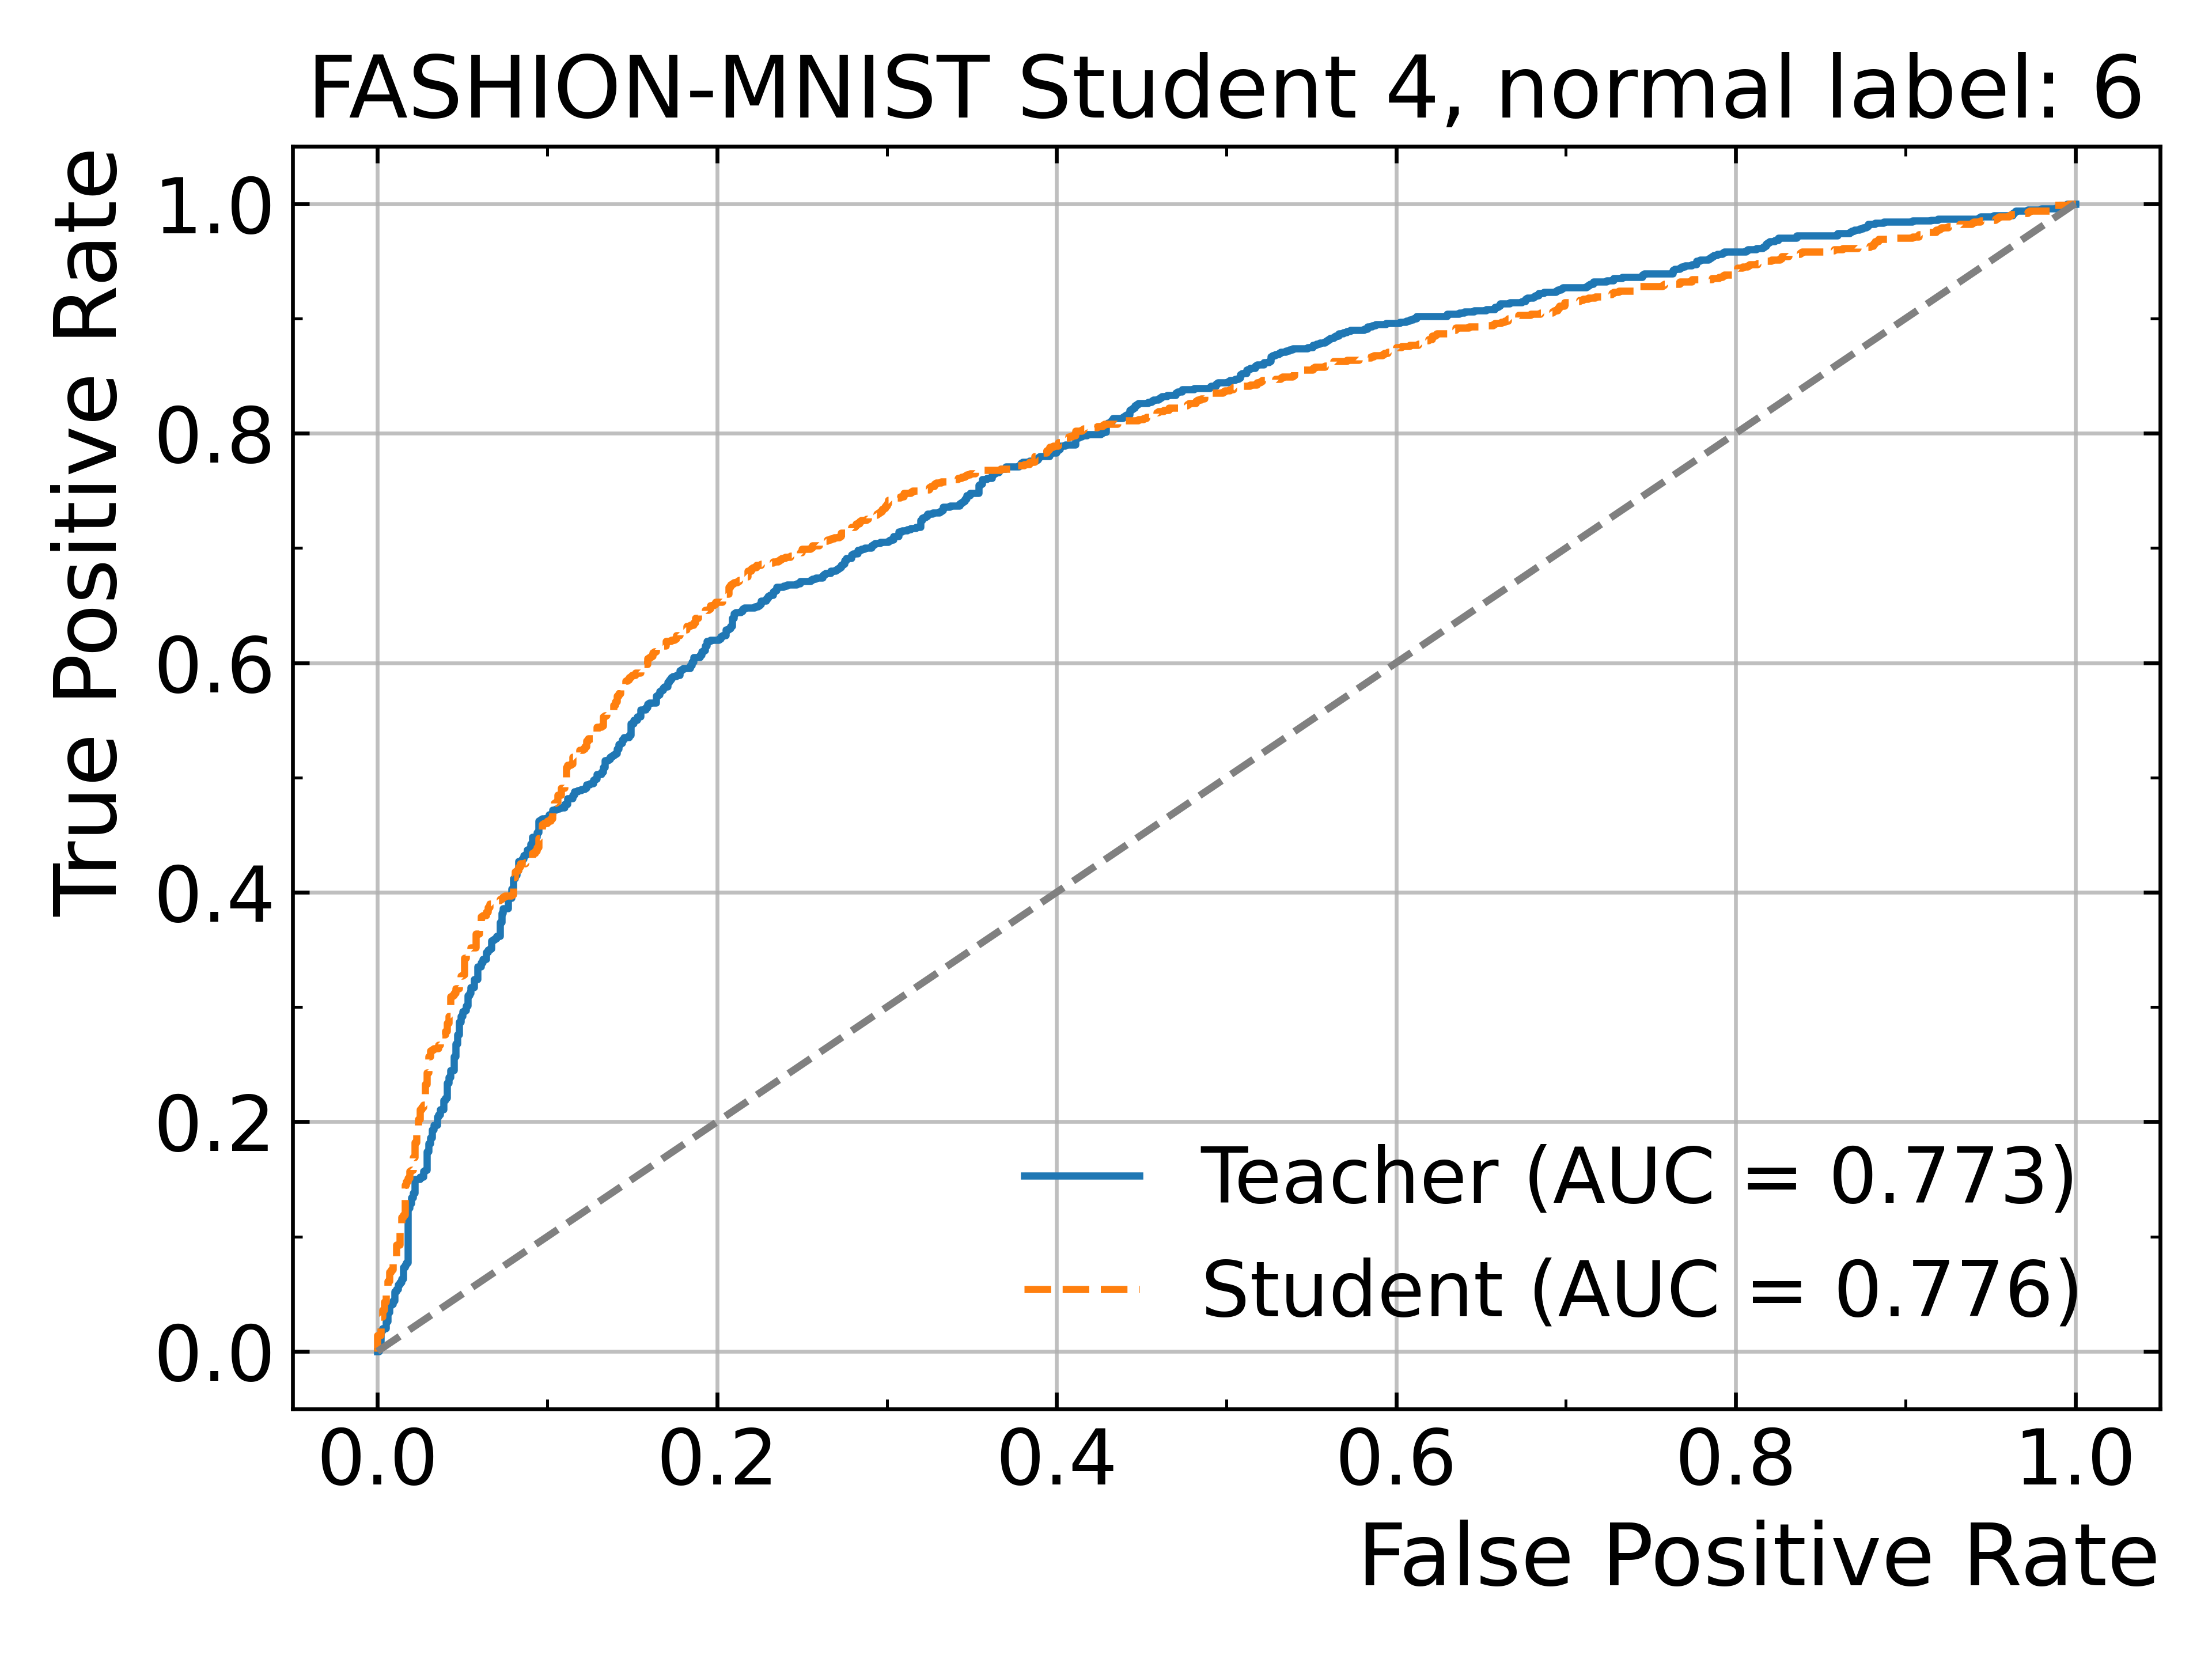 FASHION-MNIST Student 4, normal label: 6
True Positive Rate
1.0
0.8
0.6
0.4
0.2
0.0
Teacher (AUC = 0.773)
Student (AUC = 0.776)
0.0 0.2 0.4 0.6 0.8 1.0
False Positive Rate